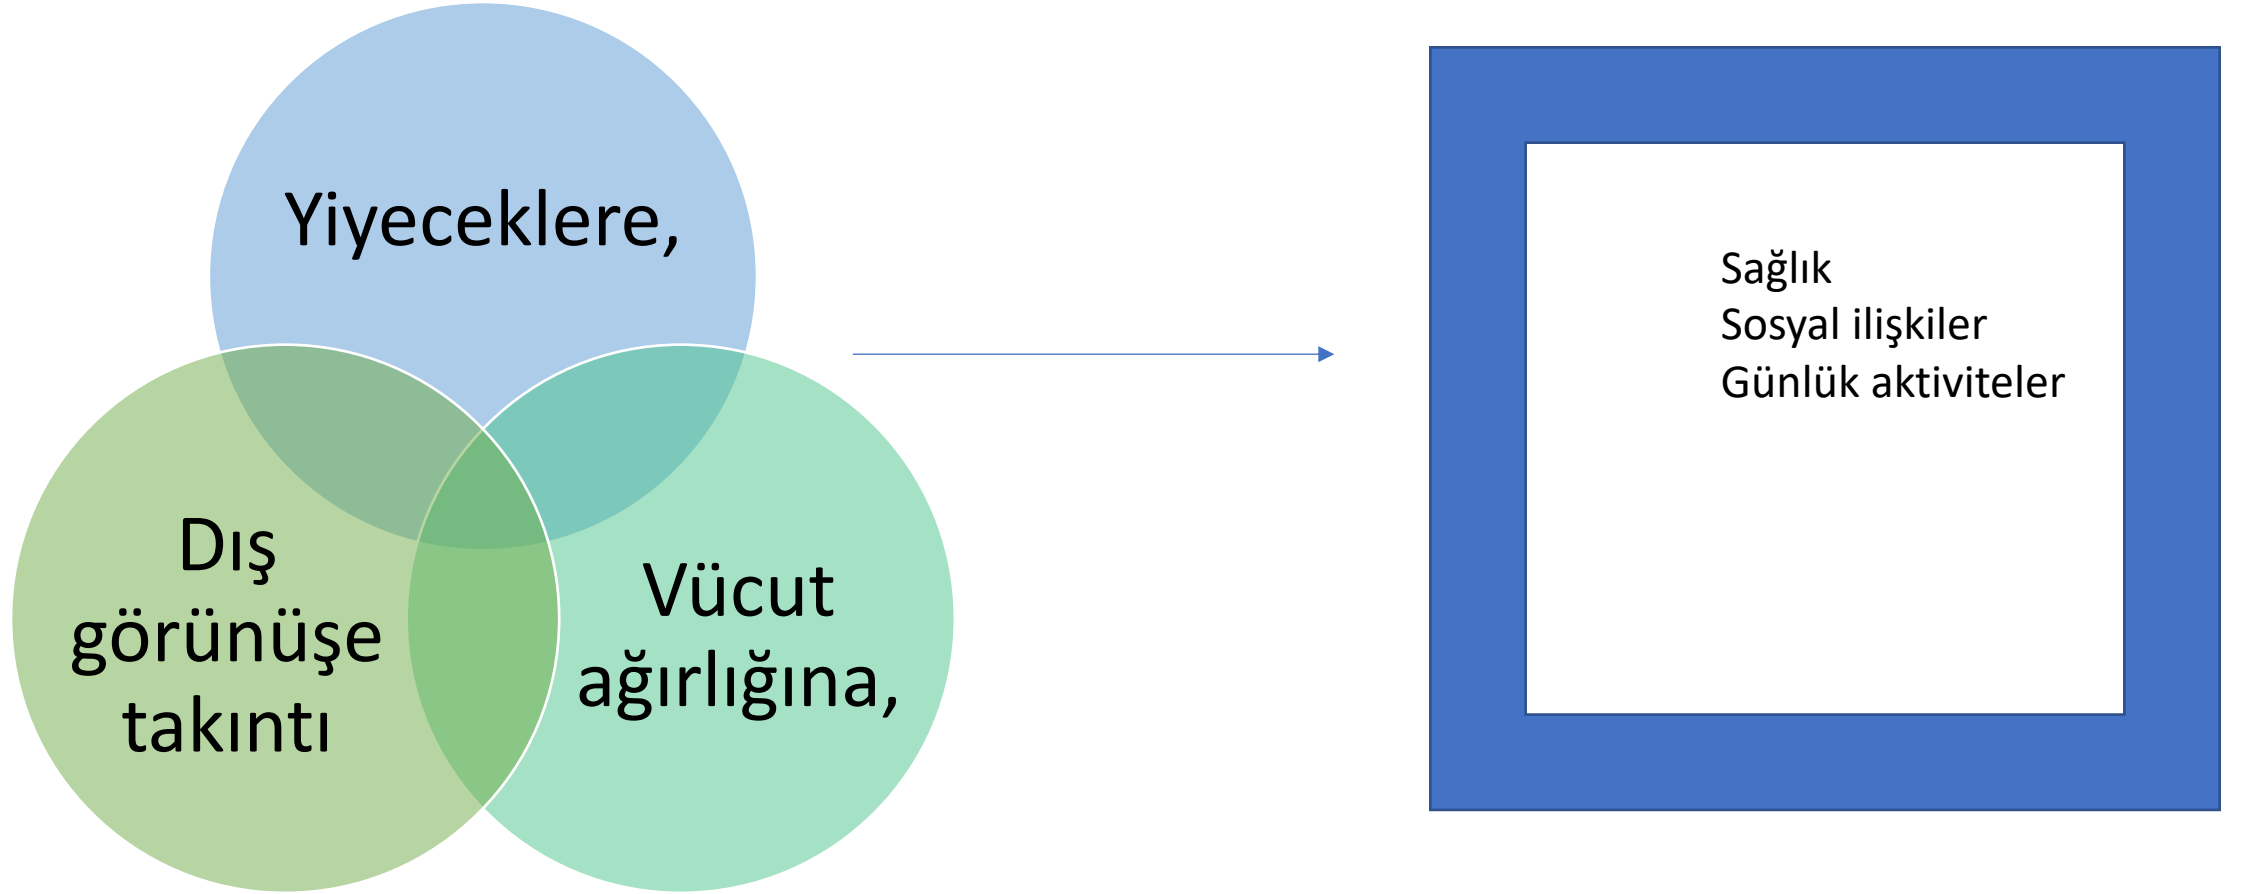 Yiyeceklere,
Vücut
ağırlığına,
Dış
görünüşe
takıntı
Sağlık
Sosyal ilişkiler
Günlük aktiviteler